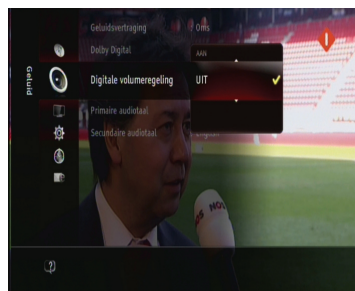 Geluid
Geluidsvertraging
0ms
Dolby Digital
AAN
Digitale volumeregeling
UIT
Primaire audiotaal
Secundaire audiotaal
NOS